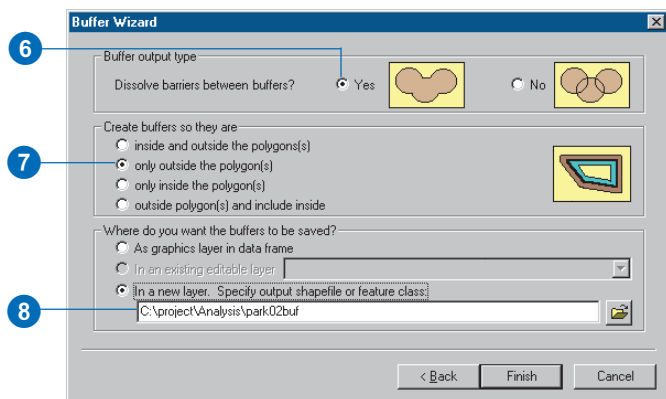 Buffer Wizard
6
Buffer output type
Dissolve barriers between buffers?
Yes
No
Create buffers so they are
inside and outside the polygons(s)
7
only outside the polygon(s)
only inside the polygon(s)
outside polygon(s) and include inside
Where do you want the buffers to be saved?
As graphics layer in data frame
In an existing editable layer
In a new layer.  Specify output shapefile or feature class:
8
C:\project\Analysis\park02buf
< Back
Finish
Cancel